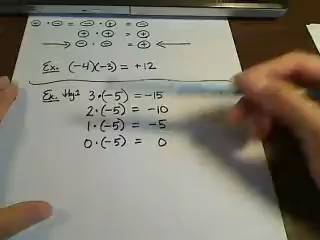 ⊕ · ⊖ = ⊖ · ⊕ = ⊖
⊕ · ⊕ = ⊕
→ ⊖ · ⊖ = ⊕ ←
Ex. (-4)(-3) = +12
Ex. Why? 3·(-5) = -15
2·(-5) = -10
1·(-5) = -5
0·(-5) = 0